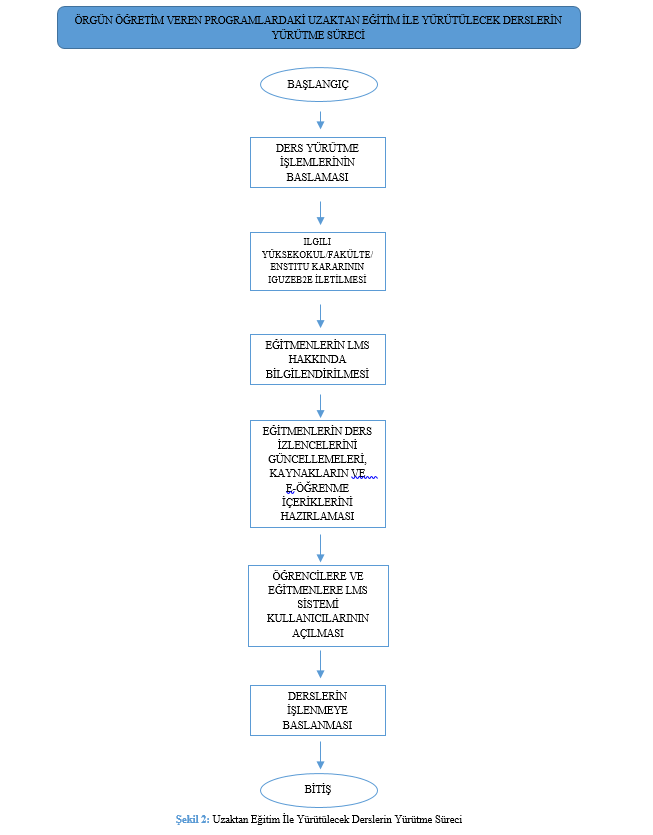 ÖRGÜN ÖĞRETİM VEREN PROGRAMLARDAKİ UZAKTAN EĞİTİM İLE YÜRÜTÜLECEK DERSLERİN
YÜRÜTME SÜRECİ
BAŞLANGIÇ
DERS YÜRÜTME
İŞLEMLERİNİN
BASLAMASI
ILGILI
YÜKSEKOKUL/FAKÜLTE/
ENSTITU KARARININ
IGUZEB2E İLETİLMESİ
EĞİTMENLERİN LMS
HAKKINDA
BİLGİLENDİRİLMESİ
EĞİTMENLERİN DERS
İZLENCELERİNİ
GÜNCELLEMELERİ,
KAYNAKLARIN VE
E-ÖĞRENME
İÇERİKLERİNİ
HAZIRLAMASI
ÖĞRENCİLERE VE
EĞİTMENLERE LMS
SİSTEMİ
KULLANICILARININ
AÇILMASI
DERSLERİN
İŞLENMEYE
BASLANMASI
BİTİŞ
Şekil 2: Uzaktan Eğitim İle Yürütülecek Derslerin Yürütme Süreci